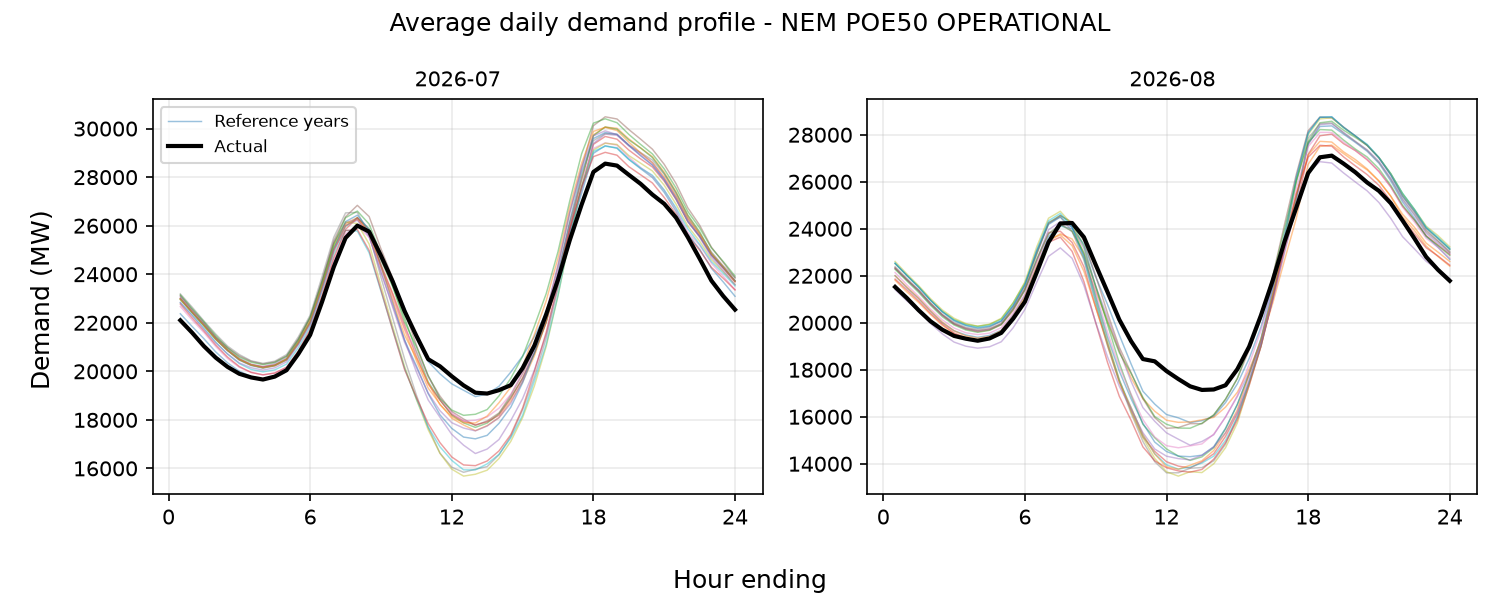 Average daily demand profile - NEM POE50 OPERATIONAL
2026-07
2026-08
Reference years
Actual
Demand (MW)
30000
28000
26000
24000
22000
20000
18000
16000
28000
26000
24000
22000
20000
18000
16000
14000
0 6 12 18 24
0 6 12 18 24
Hour ending